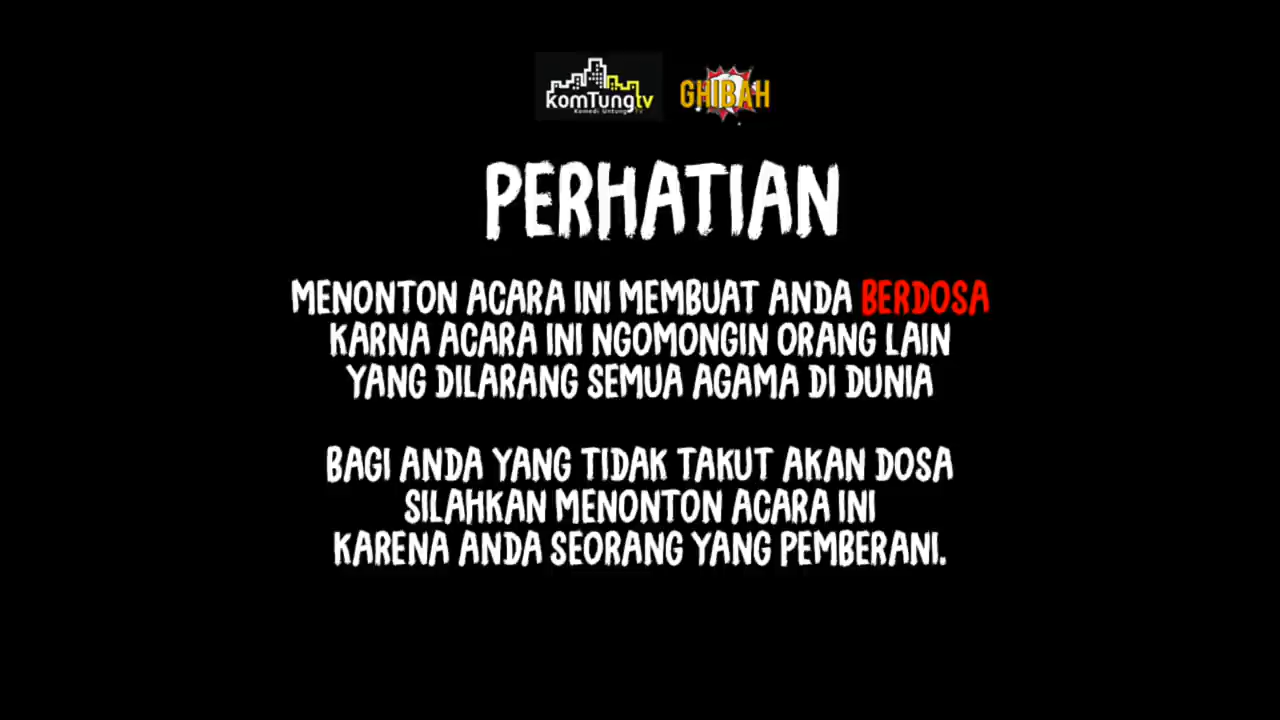 komTungtv
Komedi Untung TV
GHIBAH
PERHATIAN
MENONTON ACARA INI MEMBUAT ANDA BERDOSA
KARNA ACARA INI NGOMONGIN ORANG LAIN
YANG DILARANG SEMUA AGAMA DI DUNIA
BAGI ANDA YANG TIDAK TAKUT AKAN DOSA
SILAHKAN MENONTON ACARA INI
KARENA ANDA SEORANG YANG PEMBERANI.